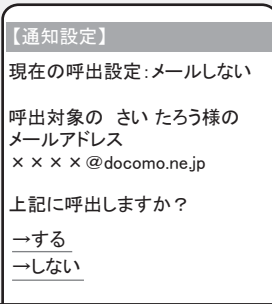 【通知設定】
現在の呼出設定:メールしない
呼出対象の さい たろう様の
メールアドレス
××××@docomo.ne.jp
上記に呼出しますか？
→する
→しない